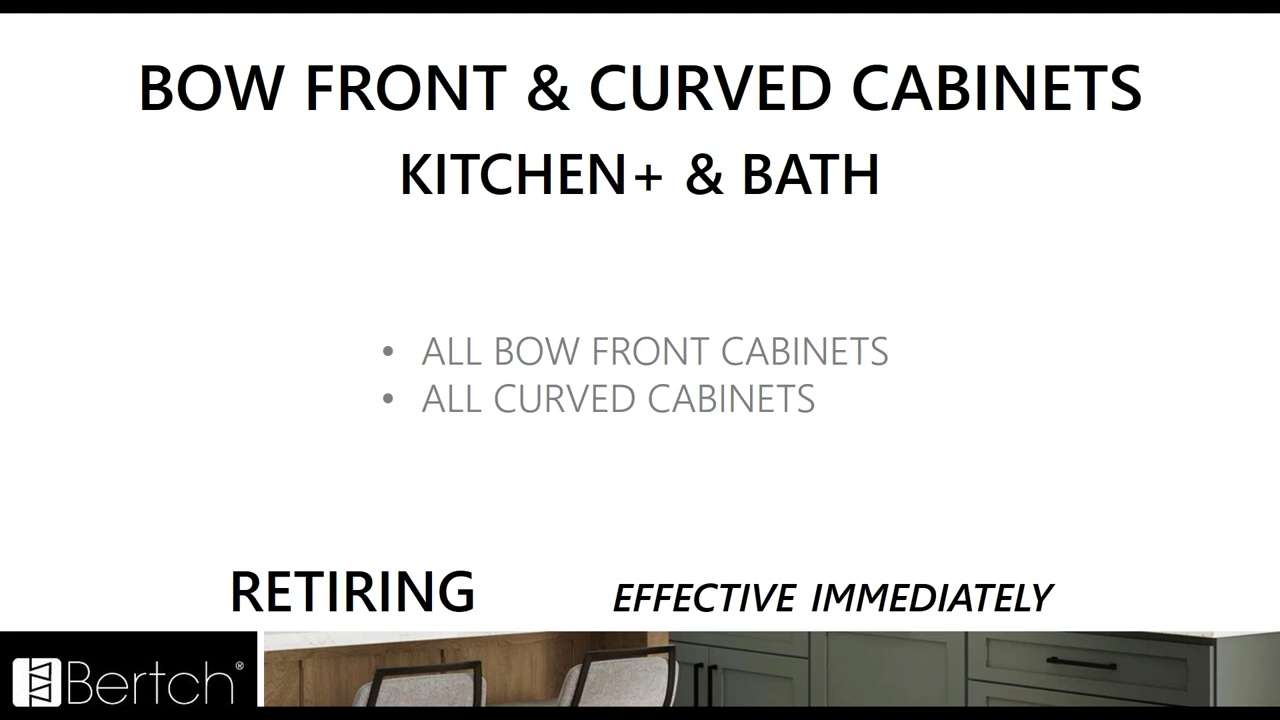 BOW FRONT & CURVED CABINETS
KITCHEN+ & BATH
• ALL BOW FRONT CABINETS
• ALL CURVED CABINETS
RETIRING EFFECTIVE IMMEDIATELY
Bertch®